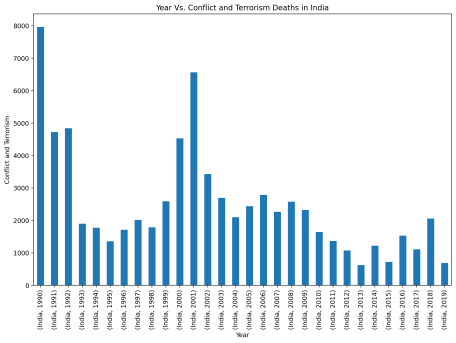 Year Vs. Conflict and Terrorism Deaths in India
8000
7000
6000
5000
4000
3000
2000
1000
0
Conflict and Terrorism
(India, 1990)
(India, 1991)
(India, 1992)
(India, 1993)
(India, 1994)
(India, 1995)
(India, 1996)
(India, 1997)
(India, 1998)
(India, 1999)
(India, 2000)
(India, 2001)
(India, 2002)
(India, 2003)
(India, 2004)
(India, 2005)
(India, 2006)
(India, 2007)
(India, 2008)
(India, 2009)
(India, 2010)
(India, 2011)
(India, 2012)
(India, 2013)
(India, 2014)
(India, 2015)
(India, 2016)
(India, 2017)
(India, 2018)
(India, 2019)
Year